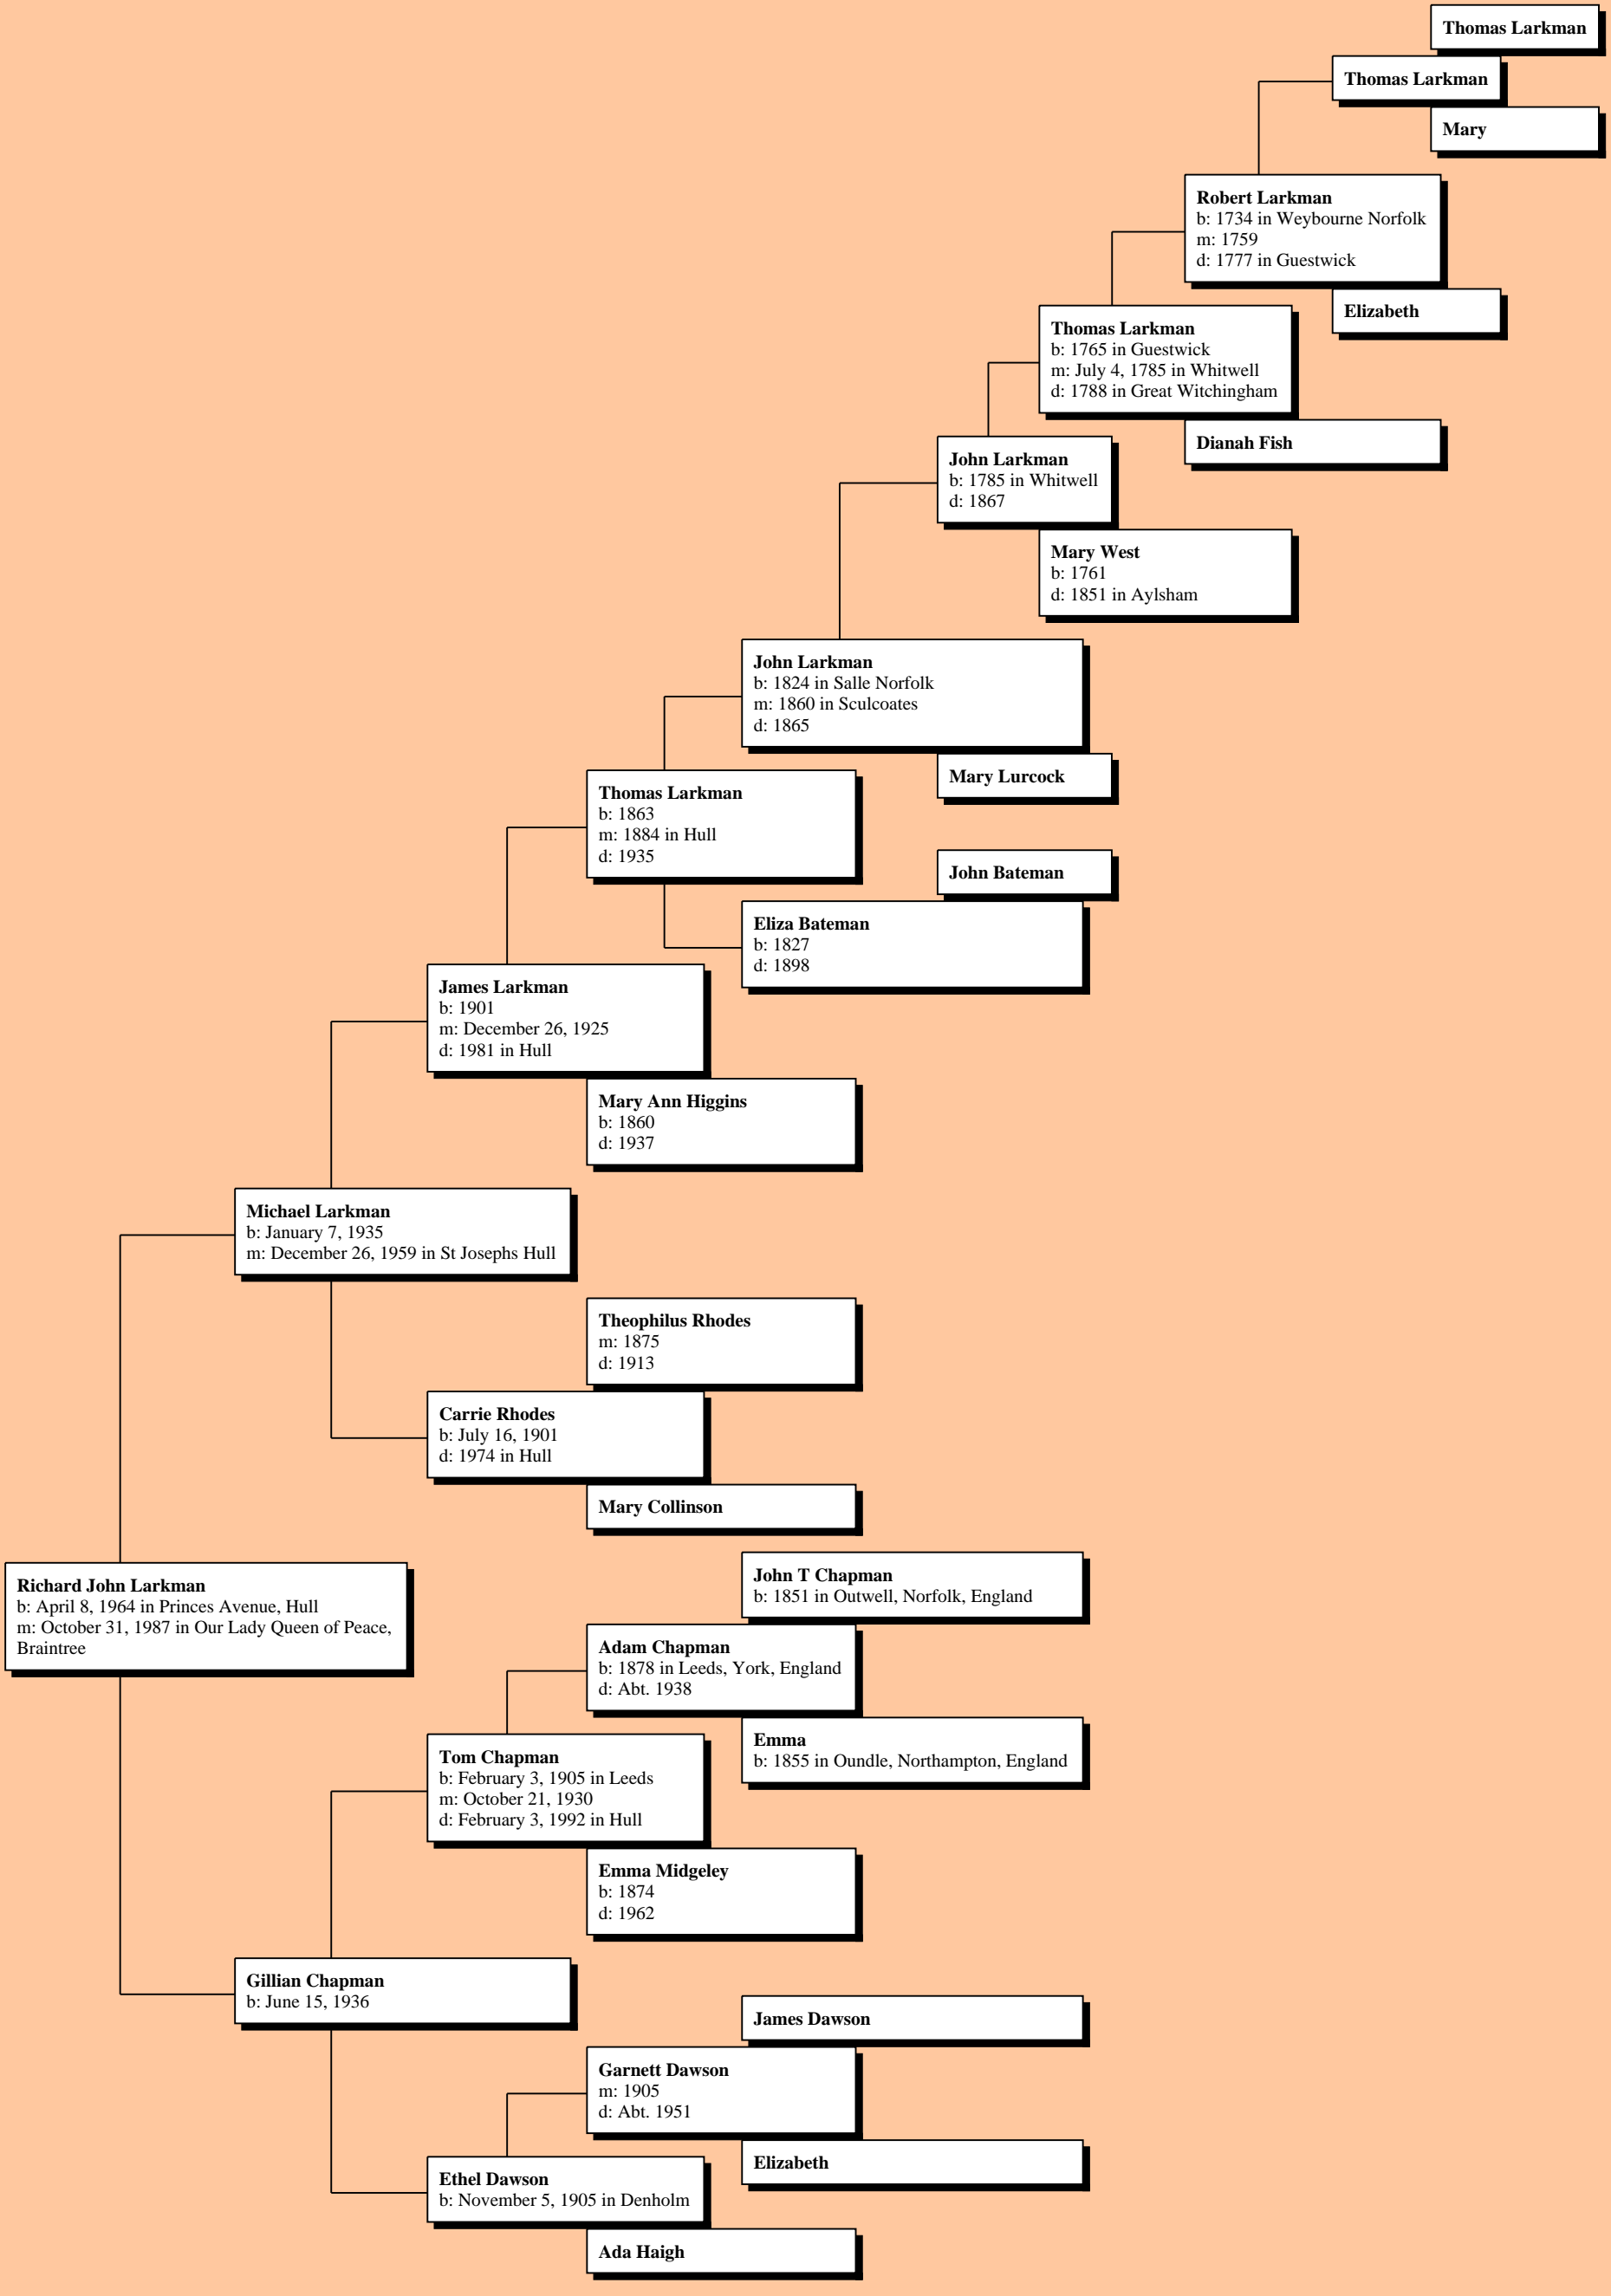 Thomas Larkman
Thomas Larkman
Mary
Robert Larkman
b: 1734 in Weybourne Norfolk
m: 1759
d: 1777 in Guestwick
Elizabeth
Thomas Larkman
b: 1765 in Guestwick
m: July 4, 1785 in Whitwell
d: 1788 in Great Witchingham
Dianah Fish
John Larkman
b: 1785 in Whitwell
d: 1867
Mary West
b: 1761
d: 1851 in Aylsham
John Larkman
b: 1824 in Salle Norfolk
m: 1860 in Sculcoates
d: 1865
Mary Lurcock
Thomas Larkman
b: 1863
m: 1884 in Hull
d: 1935
John Bateman
Eliza Bateman
b: 1827
d: 1898
James Larkman
b: 1901
m: December 26, 1925
d: 1981 in Hull
Mary Ann Higgins
b: 1860
d: 1937
Michael Larkman
b: January 7, 1935
m: December 26, 1959 in St Josephs Hull
Theophilus Rhodes
m: 1875
d: 1913
Carrie Rhodes
b: July 16, 1901
d: 1974 in Hull
Mary Collinson
Richard John Larkman
b: April 8, 1964 in Princes Avenue, Hull
m: October 31, 1987 in Our Lady Queen of Peace,
Braintree
John T Chapman
b: 1851 in Outwell, Norfolk, England
Adam Chapman
b: 1878 in Leeds, York, England
d: Abt. 1938
Emma
b: 1855 in Oundle, Northampton, England
Tom Chapman
b: February 3, 1905 in Leeds
m: October 21, 1930
d: February 3, 1992 in Hull
Emma Midgeley
b: 1874
d: 1962
Gillian Chapman
b: June 15, 1936
James Dawson
Garnett Dawson
m: 1905
d: Abt. 1951
Elizabeth
Ethel Dawson
b: November 5, 1905 in Denholm
Ada Haigh